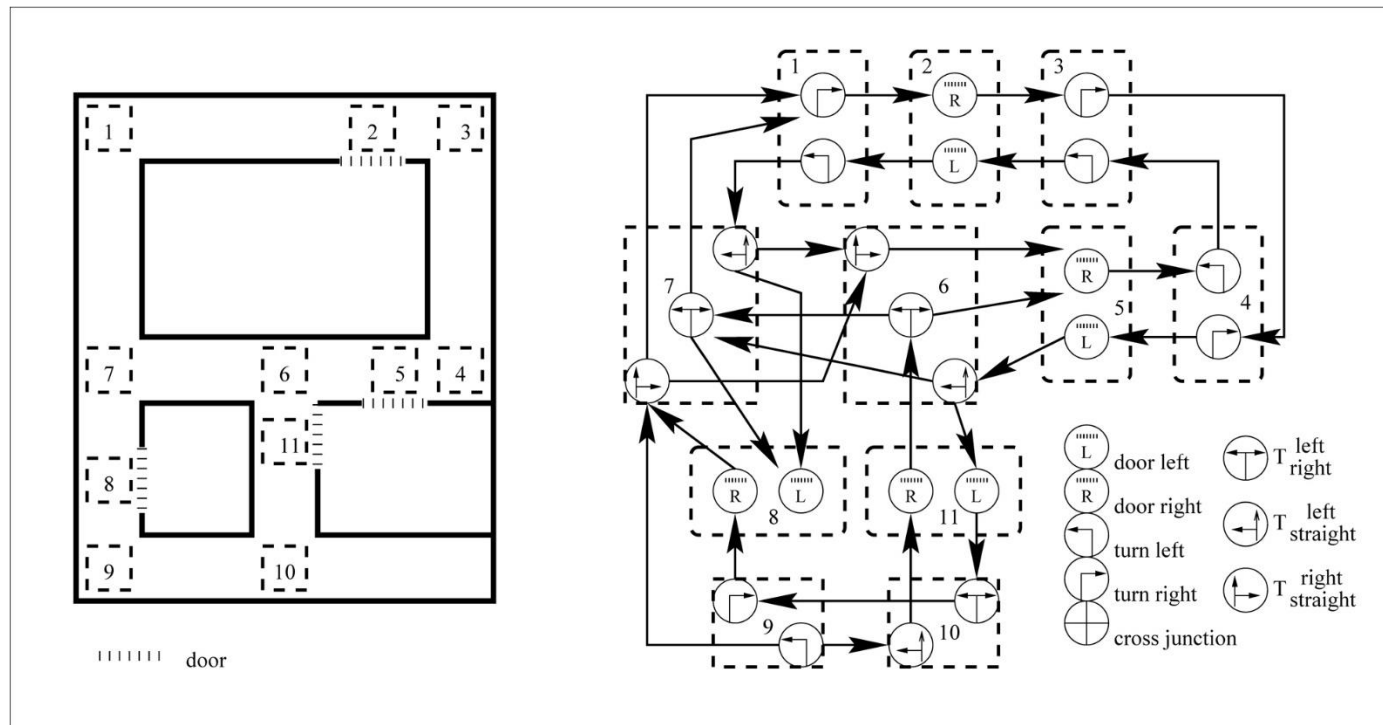 1 2 3
7 6 5 4
11
8
9 10
door
1 2 3
R R
L L
7 6 5 4
R
L
R L R L
8 11
9 10
L door left
R door right
turn left
turn right
cross junction
T left right
T left straight
T right straight